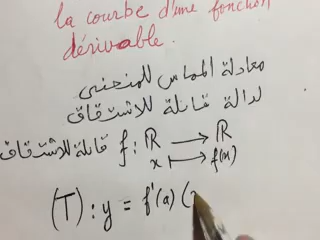 la courbe d'une fonction
dérivable.
معادلة المماس للمنحنى
لدالة قابلة للاشتقاق
قابلة للاشتقاق f : ℝ ⟶ ℝ
x ⟼ f(x)
(T) : y = f'(a) (